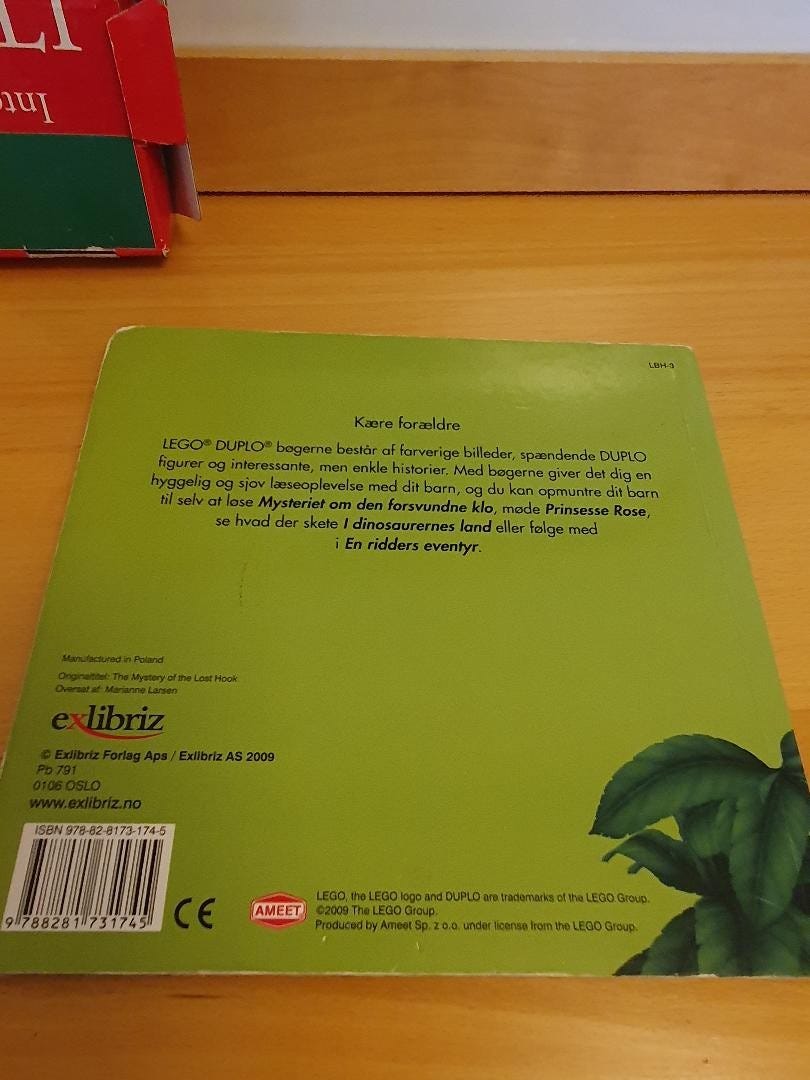 LTI
Inte
LBH-3
Kære forældre
LEGO® DUPLO® bøgerne består af farverige billeder, spændende DUPLO
figurer og interessante, men enkle historier. Med bøgerne giver det dig en
hyggelig og sjov læseoplevelse med dit barn, og du kan opmuntre dit barn
til selv at løse Mysteriet om den forsvundne klo, møde Prinsesse Rose,
se hvad der skete I dinosaurernes land eller følge med
i En ridders eventyr.
Manufactured in Poland
Originaltitel: The Mystery of the Lost Hook
Oversat af: Marianne Larsen
exlibriz
© Exlibriz Forlag Aps / Exlibriz AS 2009
Pb 791
0106 OSLO
www.exlibriz.no
ISBN 978-82-8173-174-5
9 788281 731745
CE
AMEET
LEGO, the LEGO logo and DUPLO are trademarks of the LEGO Group.
©2009 The LEGO Group.
Produced by Ameet Sp. z o.o. under license from the LEGO Group.